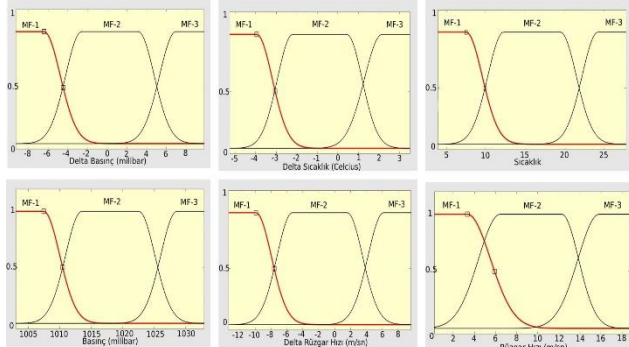 MF-1 MF-2 MF-3
1
0.5
0
-8 -6 -4 -2 0 2 4 6 8
Delta Basınç (milibar)
MF-1 MF-2 MF-3
1
0.5
0
-5 -4 -3 -2 -1 0 1 2 3
Delta Sıcaklık (Celcius)
MF-1 MF-2 MF-3
1
0.5
0
5 10 15 20 25
Sıcaklık
MF-1 MF-2 MF-3
1
0.5
0
1005 1010 1015 1020 1025 1030
Basınç (milibar)
MF-1 MF-2 MF-3
1
0.5
0
-12 -10 -8 -6 -4 -2 0 2 4 6 8
Delta Rüzgar Hızı (m/sn)
MF-1 MF-2 MF-3
1
0.5
0
0 2 4 6 8 10 12 14 16 18
Rüzgar Hızı (m/sn)